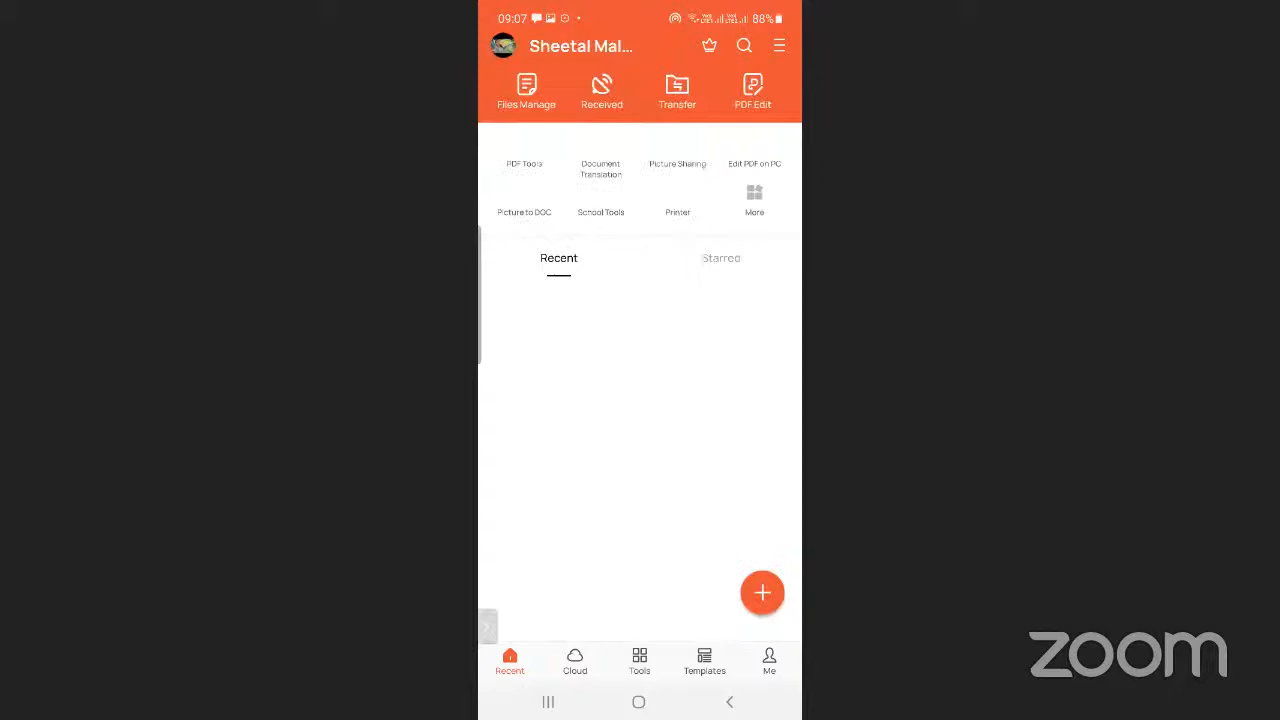 09:07 88%
Sheetal Mal...
Files Manage Received Transfer PDF Edit
PDF Tools Document Translation Picture Sharing Edit PDF on PC
Picture to DOC School Tools Printer More
Recent Starred
Recent Cloud Tools Templates Me
zoom